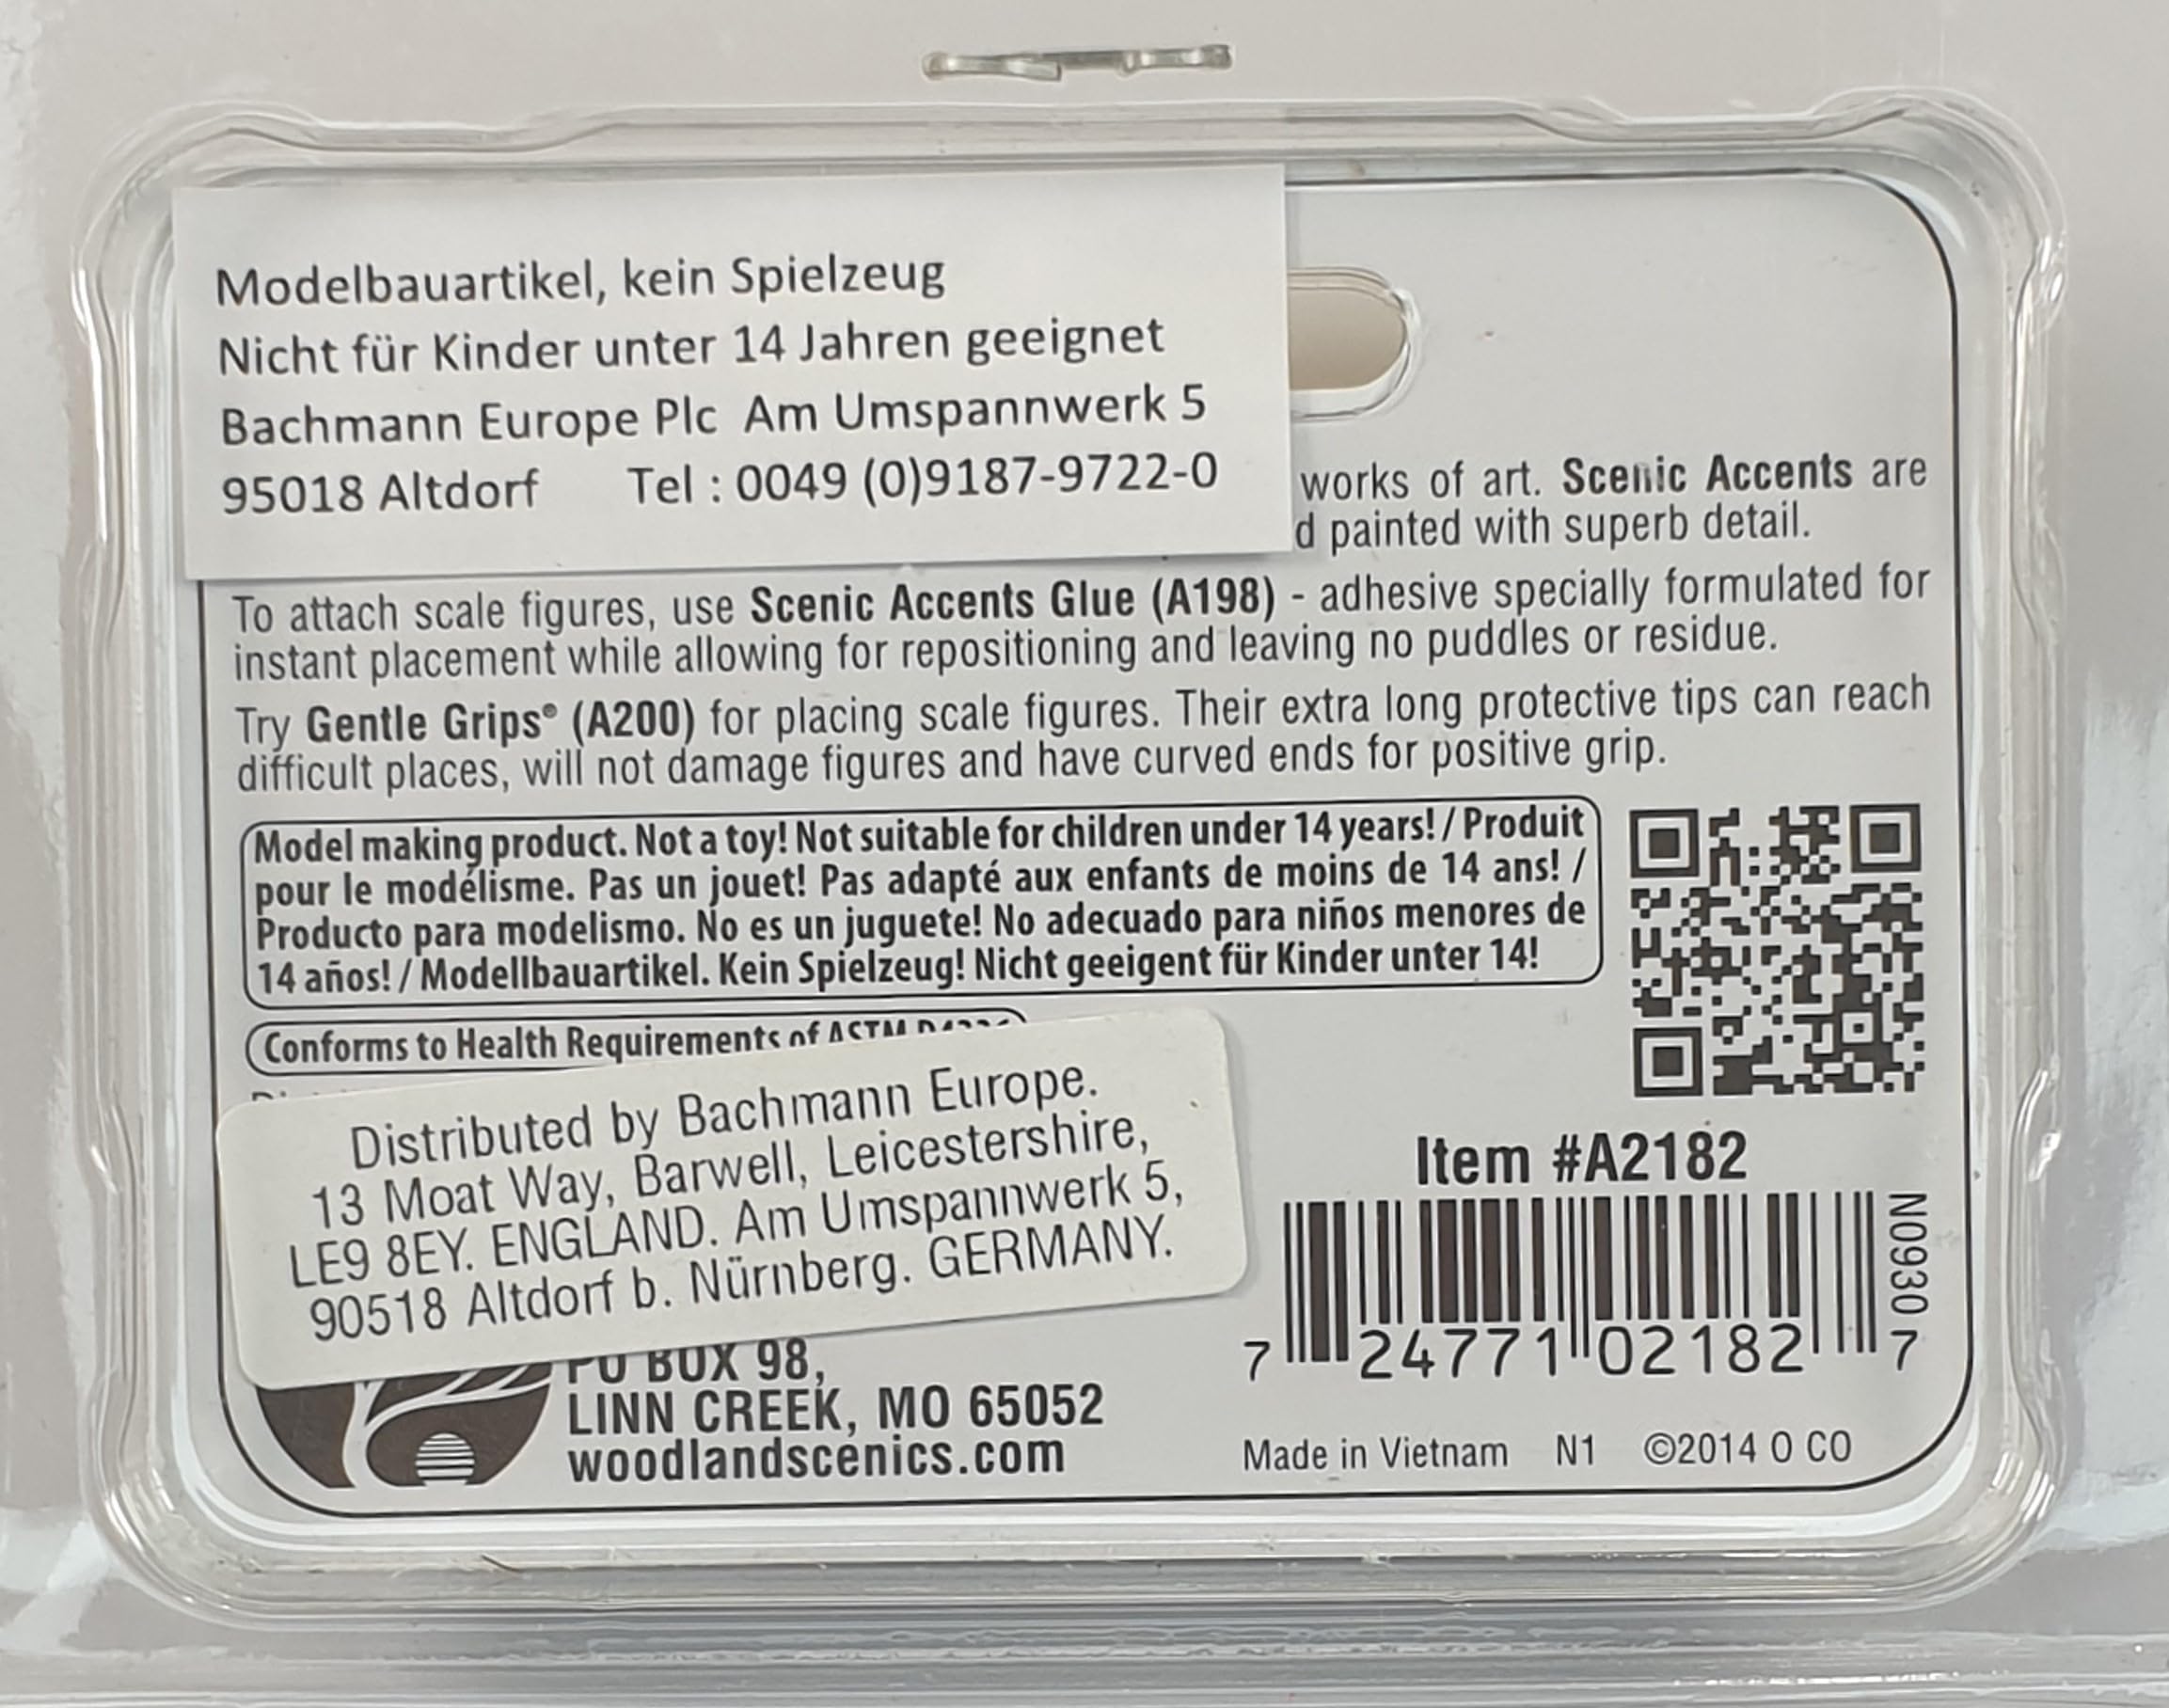 Modelbauartikel, kein Spielzeug
Nicht für Kinder unter 14 Jahren geeignet
Bachmann Europe Plc Am Umspannwerk 5
95018 Altdorf Tel : 0049 (0)9187-9722-0
works of art. Scenic Accents are
d painted with superb detail.
To attach scale figures, use Scenic Accents Glue (A198) - adhesive specially formulated for
instant placement while allowing for repositioning and leaving no puddles or residue.
Try Gentle Grips® (A200) for placing scale figures. Their extra long protective tips can reach
difficult places, will not damage figures and have curved ends for positive grip.
Model making product. Not a toy! Not suitable for children under 14 years! / Produit
pour le modélisme. Pas un jouet! Pas adapté aux enfants de moins de 14 ans! /
Producto para modelismo. No es un juguete! No adecuado para niños menores de
14 años! / Modellbauartikel. Kein Spielzeug! Nicht geeigent für Kinder unter 14!
Conforms to Health Requirements of ASTM
Distributed by Bachmann Europe.
13 Moat Way, Barwell, Leicestershire,
LE9 8EY. ENGLAND. Am Umspannwerk 5,
90518 Altdorf b. Nürnberg. GERMANY.
PO BOX 98,
LINN CREEK, MO 65052
woodlandscenics.com
Item #A2182
N0930
7 24771 02182 7
Made in Vietnam N1 ©2014 O CO